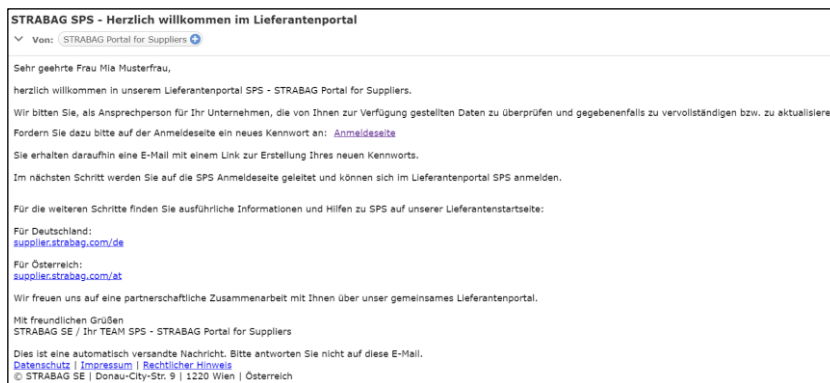 STRABAG SPS - Herzlich willkommen im Lieferantenportal
Von: STRABAG Portal for Suppliers
Sehr geehrte Frau Mia Musterfrau,
herzlich willkommen in unserem Lieferantenportal SPS - STRABAG Portal for Suppliers.
Wir bitten Sie, als Ansprechperson für Ihr Unternehmen, die von Ihnen zur Verfügung gestellten Daten zu überprüfen und gegebenenfalls zu vervollständigen bzw. zu aktualisiere
Fordern Sie dazu bitte auf der Anmeldeseite ein neues Kennwort an: Anmeldeseite
Sie erhalten daraufhin eine E-Mail mit einem Link zur Erstellung Ihres neuen Kennworts.
Im nächsten Schritt werden Sie auf die SPS Anmeldeseite geleitet und können sich im Lieferantenportal SPS anmelden.
Für die weiteren Schritte finden Sie ausführliche Informationen und Hilfen zu SPS auf unserer Lieferantenstartseite:
Für Deutschland:
supplier.strabag.com/de
Für Österreich:
supplier.strabag.com/at
Wir freuen uns auf eine partnerschaftliche Zusammenarbeit mit Ihnen über unser gemeinsames Lieferantenportal.
Mit freundlichen Grüßen
STRABAG SE / Ihr TEAM SPS - STRABAG Portal for Suppliers
Dies ist eine automatisch versandte Nachricht. Bitte antworten Sie nicht auf diese E-Mail.
Datenschutz | Impressum | Rechtlicher Hinweis
© STRABAG SE | Donau-City-Str. 9 | 1220 Wien | Österreich